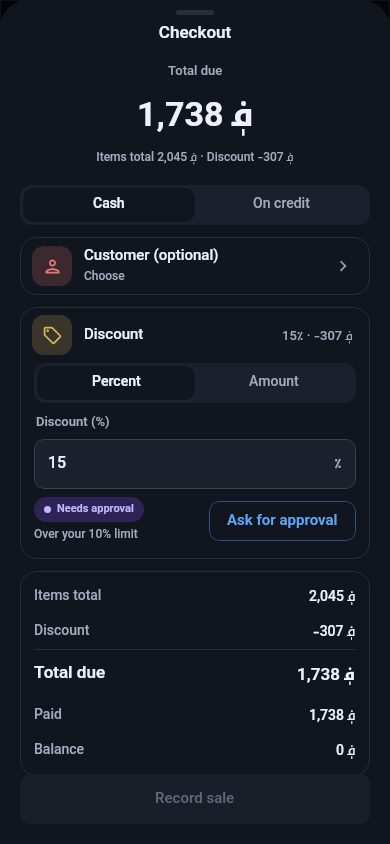 Checkout
Total due
1,738 ؋
Items total 2,045 ؋ · Discount -307 ؋
Cash
On credit
Customer (optional)
Choose
Discount
15٪ · -307 ؋
Percent
Amount
Discount (%)
15
٪
Needs approval
Over your 10% limit
Ask for approval
Items total
2,045 ؋
Discount
-307 ؋
Total due
1,738 ؋
Paid
1,738 ؋
Balance
0 ؋
Record sale